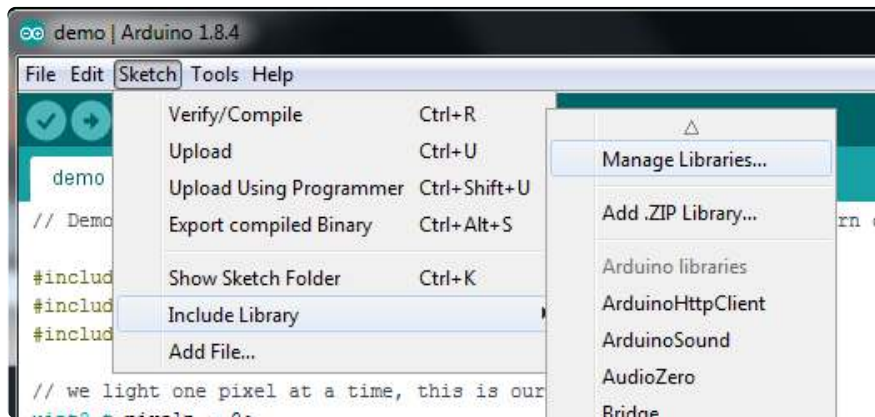 demo | Arduino 1.8.4
File Edit Sketch Tools Help
Verify/Compile Ctrl+R
Upload Ctrl+U
Upload Using Programmer Ctrl+Shift+U
Export compiled Binary Ctrl+Alt+S
Show Sketch Folder Ctrl+K
Include Library
Add File...
Manage Libraries...
Add .ZIP Library...
Arduino libraries
ArduinoHttpClient
ArduinoSound
AudioZero
Bridge
demo
// Demo
rn
#includ
#includ
#includ
// we light one pixel at a time, this is our